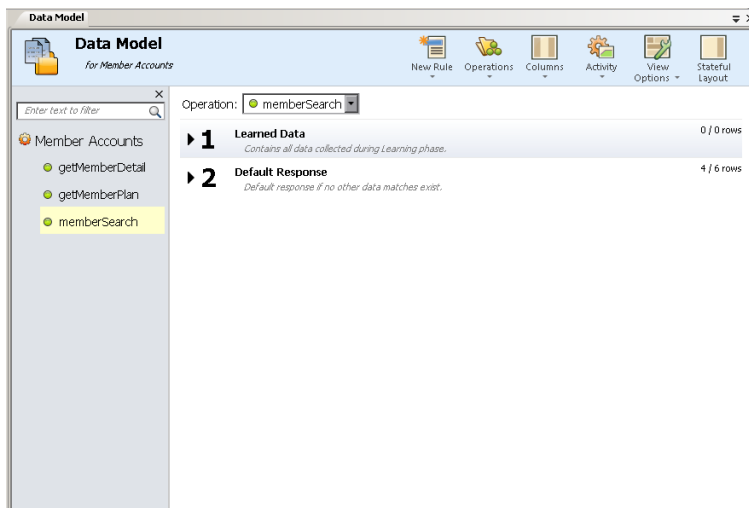 Data Model
Data Model
for Member Accounts
New Rule
Operations
Columns
Activity
View Options
Stateful Layout
Enter text to filter
Member Accounts
getMemberDetail
getMemberPlan
memberSearch
Operation: memberSearch
1 Learned Data 0 / 0 rows
Contains all data collected during Learning phase.
2 Default Response 4 / 6 rows
Default response if no other data matches exist.